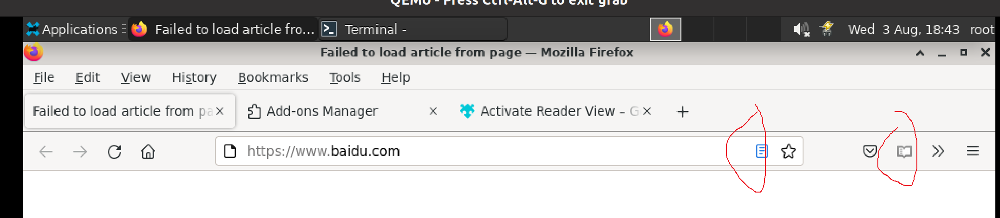 QEMU - Press Ctrl-Alt-G to exit grab
Applications Failed to load article fro... Terminal - Wed 3 Aug, 18:43 root
Failed to load article from page — Mozilla Firefox
File Edit View History Bookmarks Tools Help
Failed to load article from pa Add-ons Manager Activate Reader View – G
https://www.baidu.com